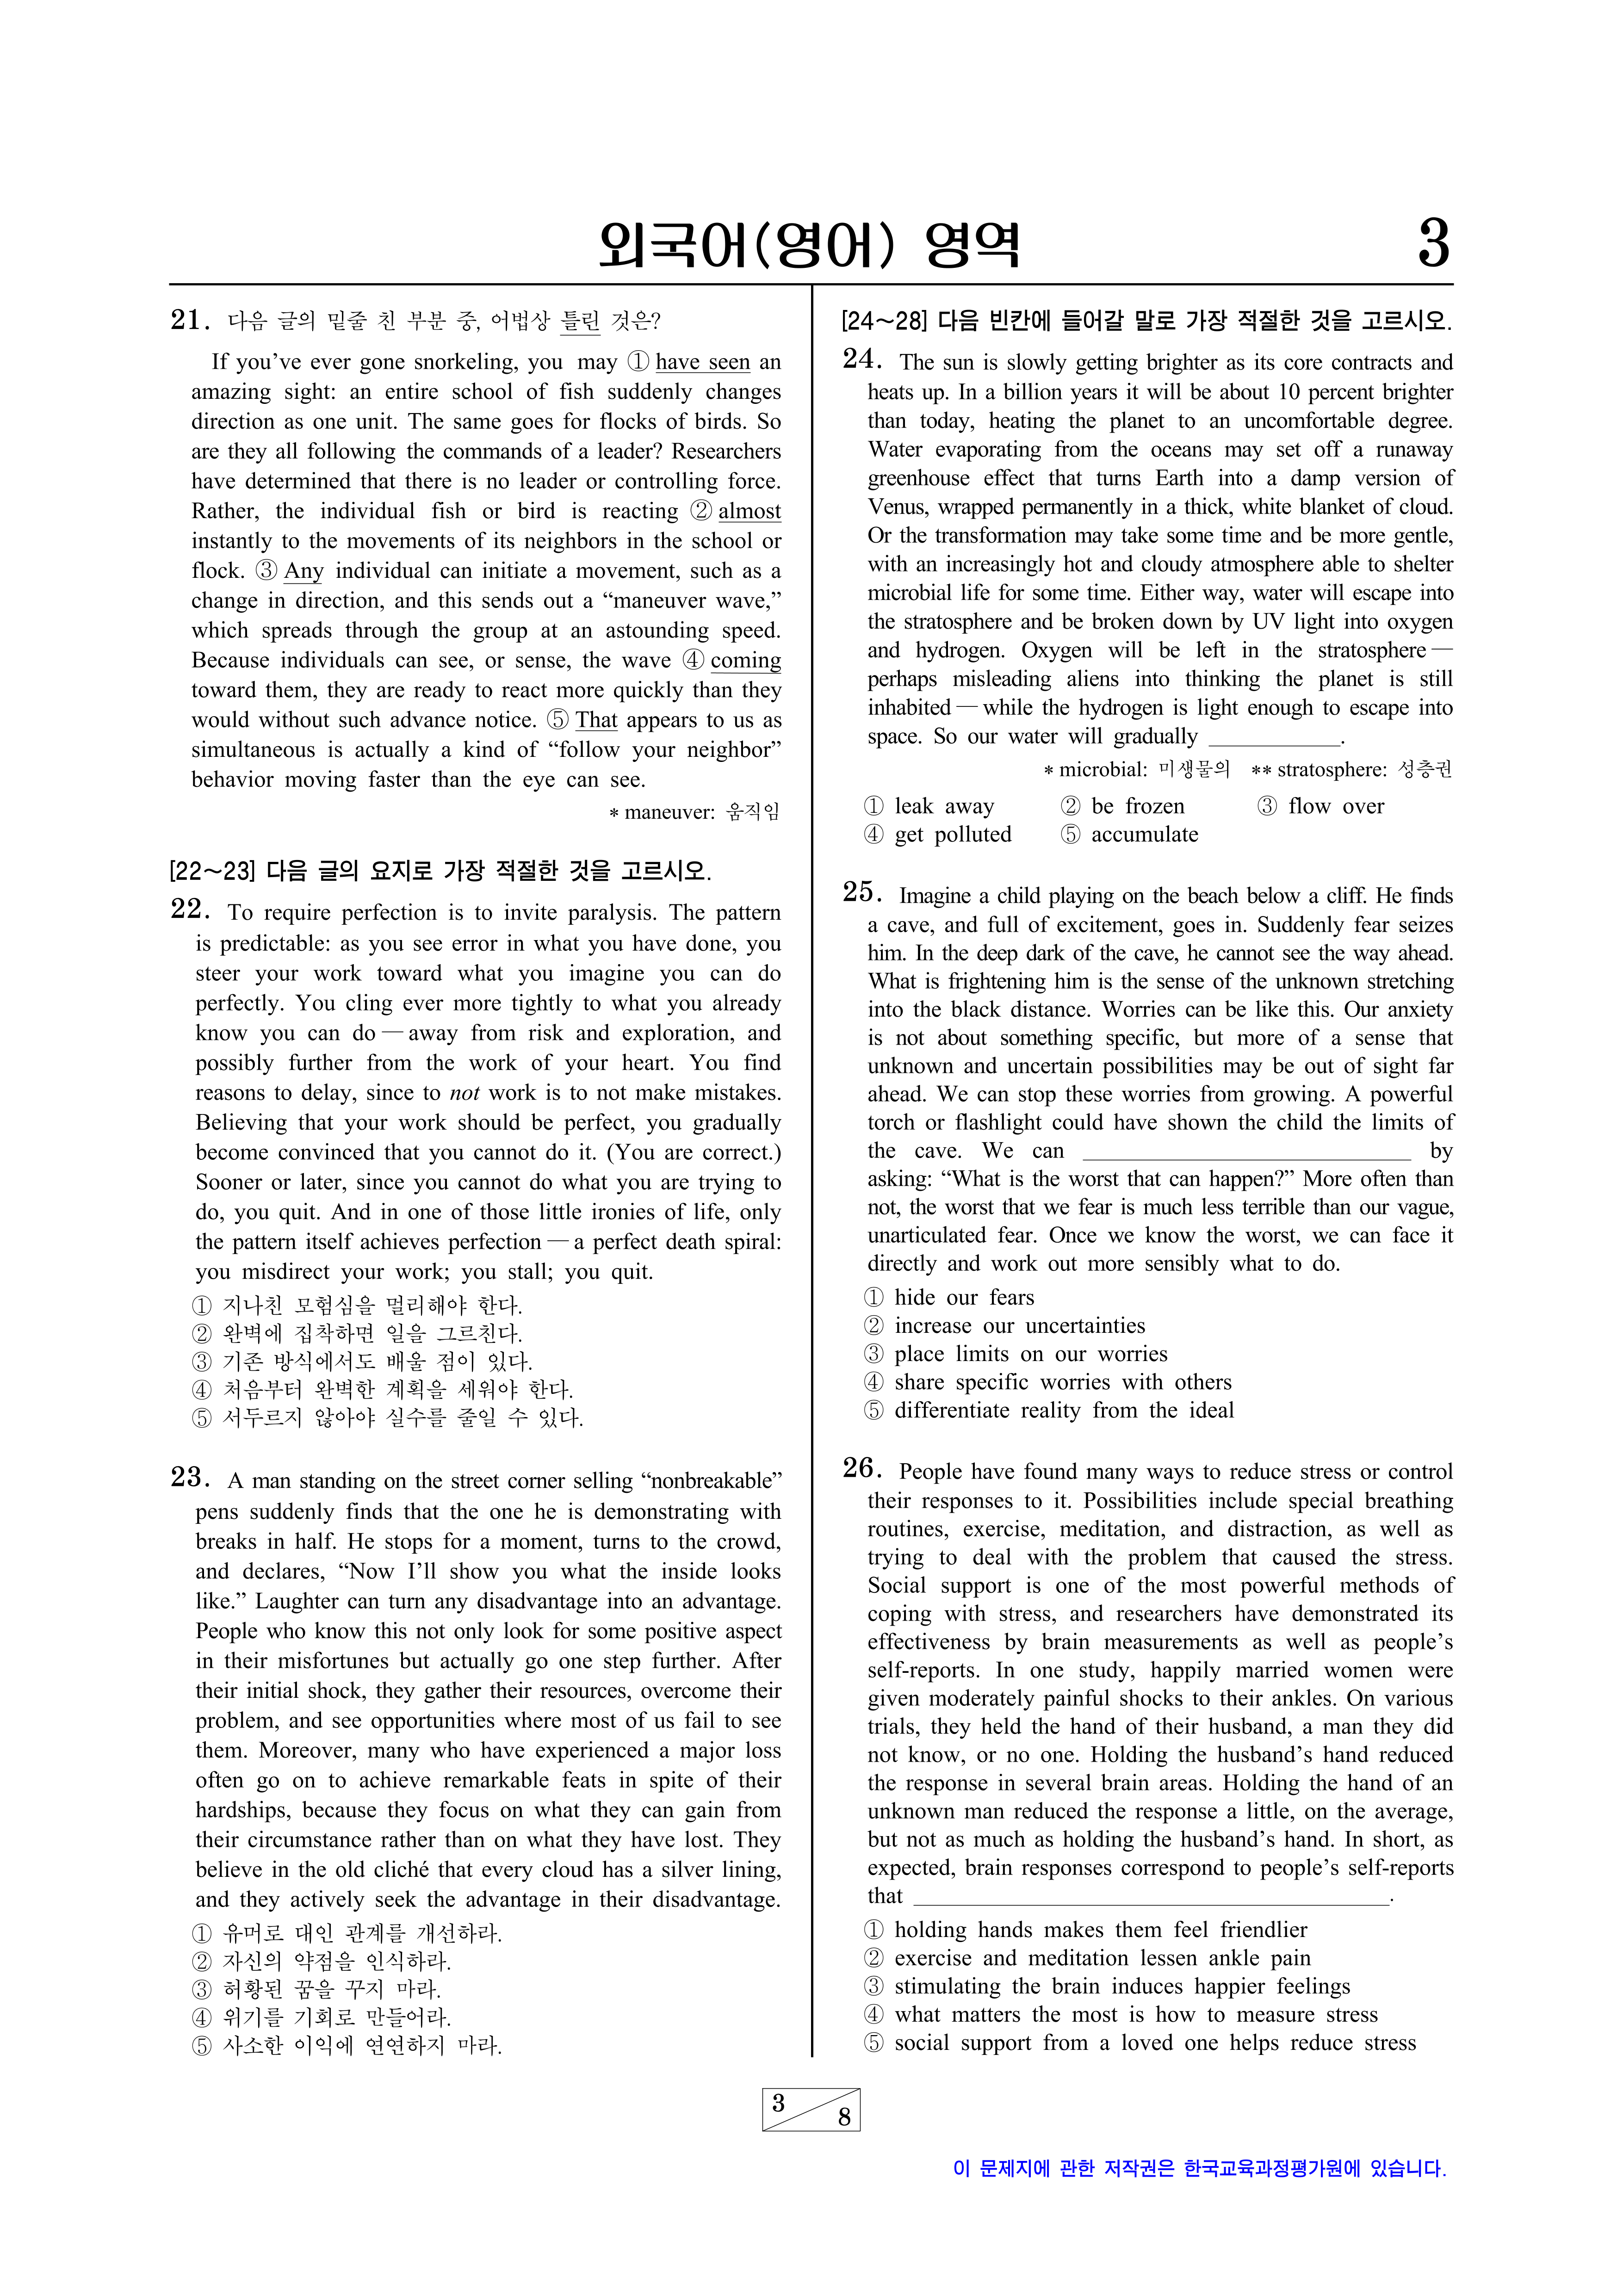 외국어(영어) 영역
3
21. 다음 글의 밑줄 친 부분 중, 어법상 틀린 것은?
If you’ve ever gone snorkeling, you may ① have seen an
amazing sight: an entire school of fish suddenly changes
direction as one unit. The same goes for flocks of birds. So
are they all following the commands of a leader? Researchers
have determined that there is no leader or controlling force.
Rather, the individual fish or bird is reacting ② almost
instantly to the movements of its neighbors in the school or
flock. ③ Any individual can initiate a movement, such as a
change in direction, and this sends out a “maneuver wave,”
which spreads through the group at an astounding speed.
Because individuals can see, or sense, the wave ④ coming
toward them, they are ready to react more quickly than they
would without such advance notice. ⑤ That appears to us as
simultaneous is actually a kind of “follow your neighbor”
behavior moving faster than the eye can see.
* maneuver: 움직임
[22~23] 다음 글의 요지로 가장 적절한 것을 고르시오.
22. To require perfection is to invite paralysis. The pattern
is predictable: as you see error in what you have done, you
steer your work toward what you imagine you can do
perfectly. You cling ever more tightly to what you already
know you can do — away from risk and exploration, and
possibly further from the work of your heart. You find
reasons to delay, since to not work is to not make mistakes.
Believing that your work should be perfect, you gradually
become convinced that you cannot do it. (You are correct.)
Sooner or later, since you cannot do what you are trying to
do, you quit. And in one of those little ironies of life, only
the pattern itself achieves perfection — a perfect death spiral:
you misdirect your work; you stall; you quit.
① 지나친 모험심을 멀리해야 한다.
② 완벽에 집착하면 일을 그르친다.
③ 기존 방식에서도 배울 점이 있다.
④ 처음부터 완벽한 계획을 세워야 한다.
⑤ 서두르지 않아야 실수를 줄일 수 있다.
23. A man standing on the street corner selling “nonbreakable”
pens suddenly finds that the one he is demonstrating with
breaks in half. He stops for a moment, turns to the crowd,
and declares, “Now I’ll show you what the inside looks
like.” Laughter can turn any disadvantage into an advantage.
People who know this not only look for some positive aspect
in their misfortunes but actually go one step further. After
their initial shock, they gather their resources, overcome their
problem, and see opportunities where most of us fail to see
them. Moreover, many who have experienced a major loss
often go on to achieve remarkable feats in spite of their
hardships, because they focus on what they can gain from
their circumstance rather than on what they have lost. They
believe in the old cliché that every cloud has a silver lining,
and they actively seek the advantage in their disadvantage.
① 유머로 대인 관계를 개선하라.
② 자신의 약점을 인식하라.
③ 허황된 꿈을 꾸지 마라.
④ 위기를 기회로 만들어라.
⑤ 사소한 이익에 연연하지 마라.
[24~28] 다음 빈칸에 들어갈 말로 가장 적절한 것을 고르시오.
24. The sun is slowly getting brighter as its core contracts and
heats up. In a billion years it will be about 10 percent brighter
than today, heating the planet to an uncomfortable degree.
Water evaporating from the oceans may set off a runaway
greenhouse effect that turns Earth into a damp version of
Venus, wrapped permanently in a thick, white blanket of cloud.
Or the transformation may take some time and be more gentle,
with an increasingly hot and cloudy atmosphere able to shelter
microbial life for some time. Either way, water will escape into
the stratosphere and be broken down by UV light into oxygen
and hydrogen. Oxygen will be left in the stratosphere —
perhaps misleading aliens into thinking the planet is still
inhabited — while the hydrogen is light enough to escape into
space. So our water will gradually ____________.
* microbial: 미생물의 ** stratosphere: 성층권
① leak away ② be frozen ③ flow over
④ get polluted ⑤ accumulate
25. Imagine a child playing on the beach below a cliff. He finds
a cave, and full of excitement, goes in. Suddenly fear seizes
him. In the deep dark of the cave, he cannot see the way ahead.
What is frightening him is the sense of the unknown stretching
into the black distance. Worries can be like this. Our anxiety
is not about something specific, but more of a sense that
unknown and uncertain possibilities may be out of sight far
ahead. We can stop these worries from growing. A powerful
torch or flashlight could have shown the child the limits of
the cave. We can ______________________________ by
asking: “What is the worst that can happen?” More often than
not, the worst that we fear is much less terrible than our vague,
unarticulated fear. Once we know the worst, we can face it
directly and work out more sensibly what to do.
① hide our fears
② increase our uncertainties
③ place limits on our worries
④ share specific worries with others
⑤ differentiate reality from the ideal
26. People have found many ways to reduce stress or control
their responses to it. Possibilities include special breathing
routines, exercise, meditation, and distraction, as well as
trying to deal with the problem that caused the stress.
Social support is one of the most powerful methods of
coping with stress, and researchers have demonstrated its
effectiveness by brain measurements as well as people’s
self-reports. In one study, happily married women were
given moderately painful shocks to their ankles. On various
trials, they held the hand of their husband, a man they did
not know, or no one. Holding the husband’s hand reduced
the response in several brain areas. Holding the hand of an
unknown man reduced the response a little, on the average,
but not as much as holding the husband’s hand. In short, as
expected, brain responses correspond to people’s self-reports
that ____________________________________________.
① holding hands makes them feel friendlier
② exercise and meditation lessen ankle pain
③ stimulating the brain induces happier feelings
④ what matters the most is how to measure stress
⑤ social support from a loved one helps reduce stress
3
8
이 문제지에 관한 저작권은 한국교육과정평가원에 있습니다.